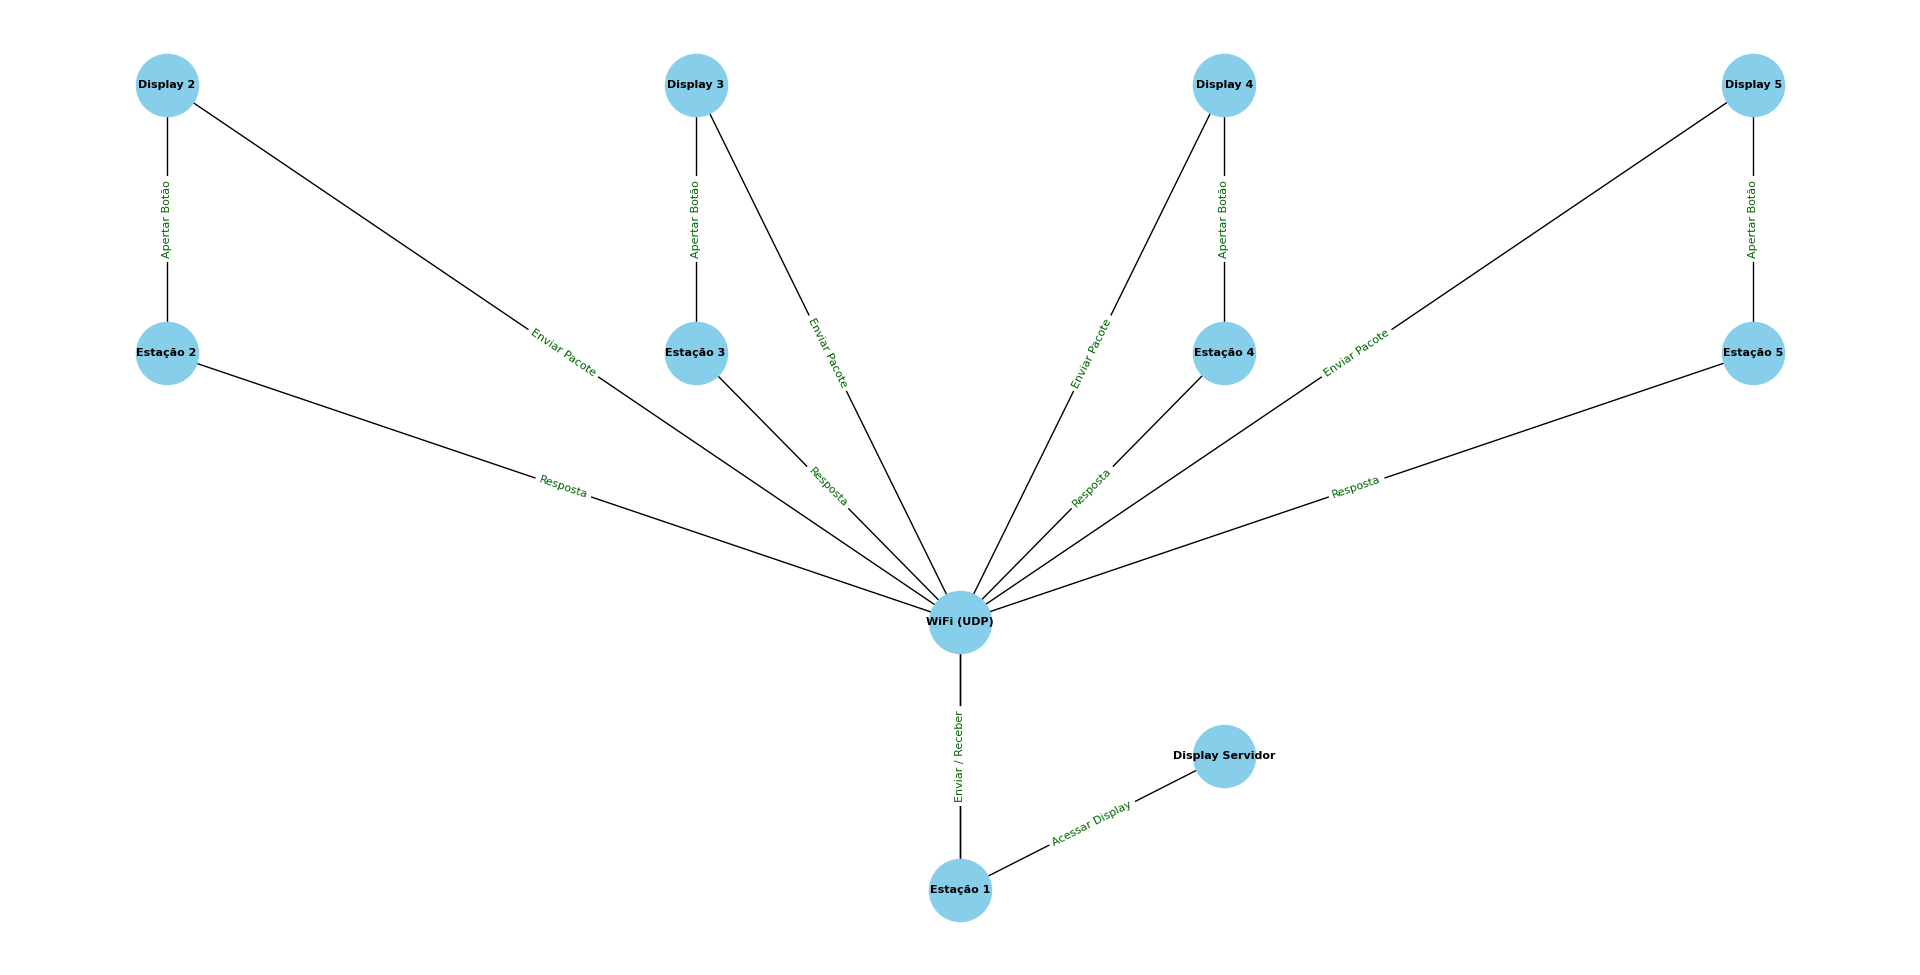 Display 2
Display 3
Display 4
Display 5
Apertar Botão
Apertar Botão
Apertar Botão
Apertar Botão
Estação 2
Enviar Pacote
Estação 3
Enviar Pacote
Enviar Pacote
Estação 4
Enviar Pacote
Estação 5
Resposta
Resposta
Resposta
Resposta
WiFi (UDP)
Enviar / Receber
Display Servidor
Acessar Display
Estação 1